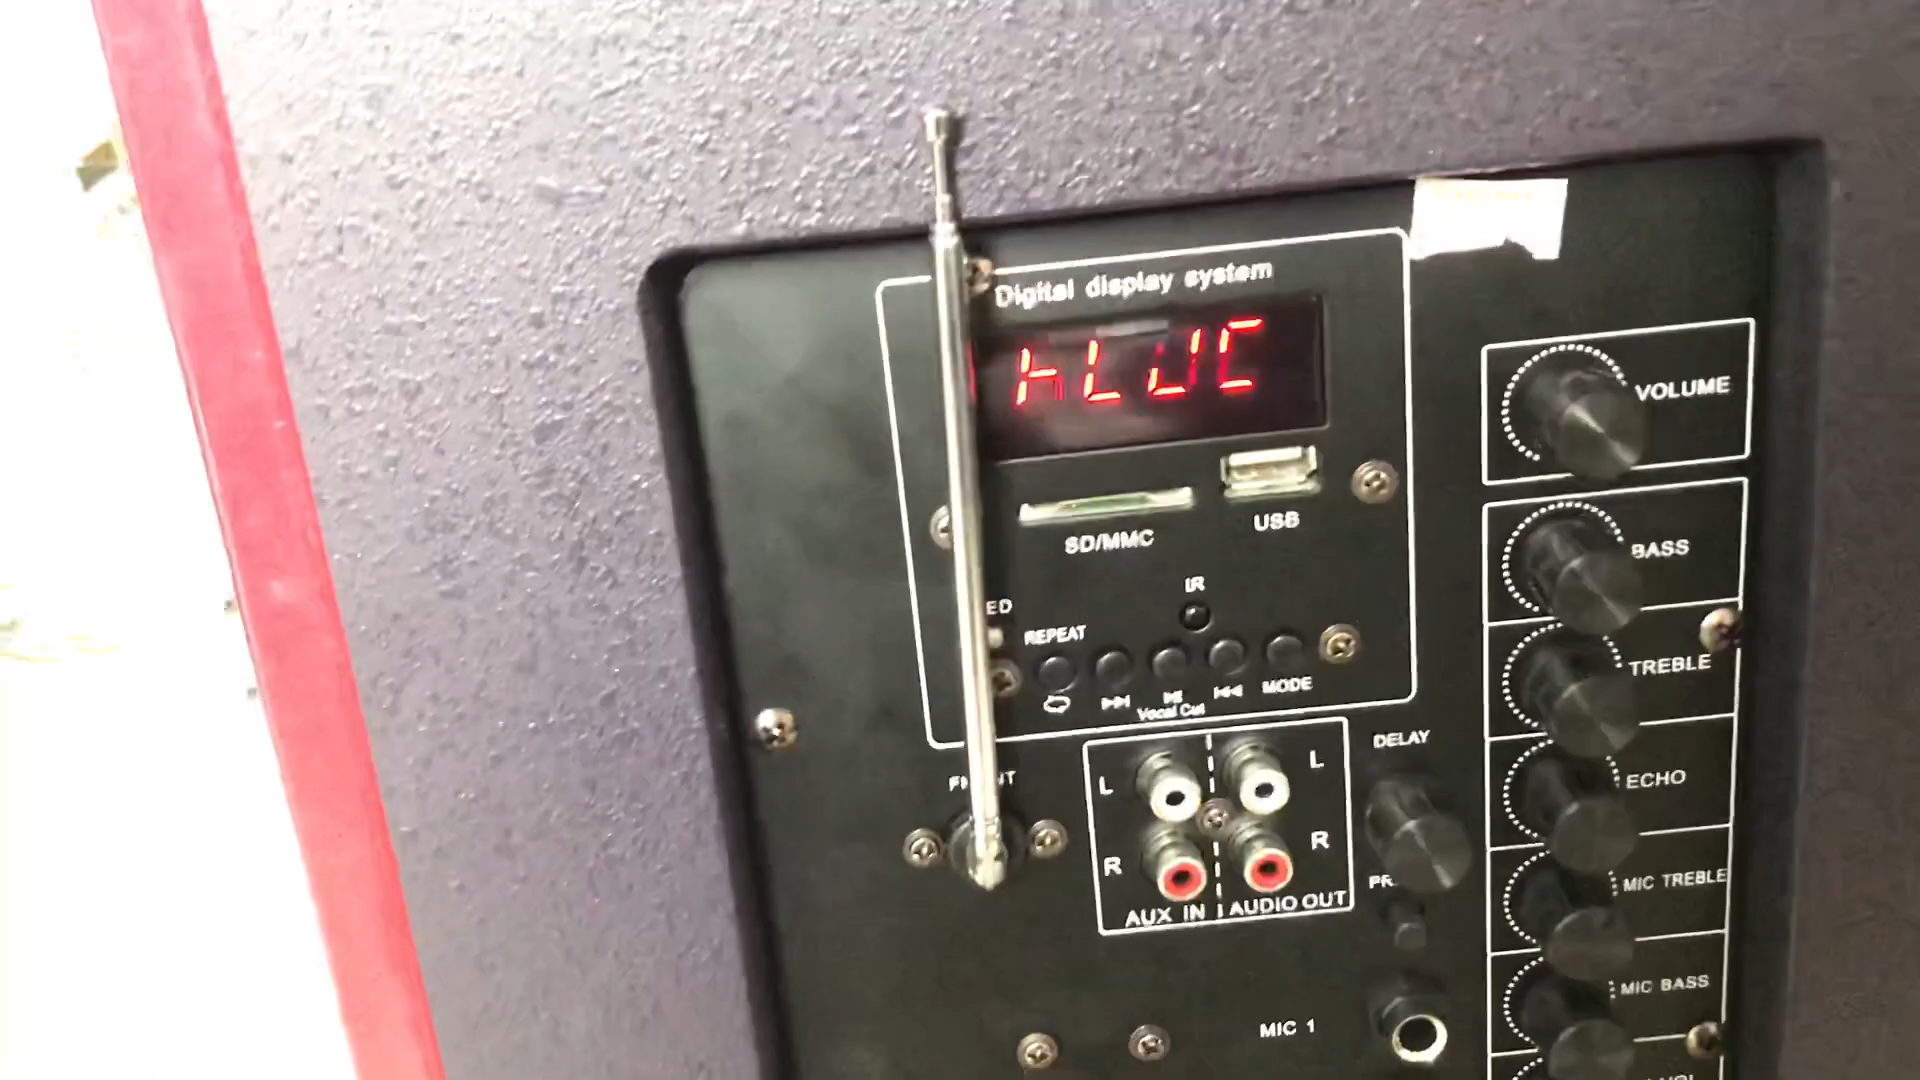 Digital display system
SD/MMC
USB
IR
REPEAT
MODE
Vocal Cut
VOLUME
BASS
TREBLE
ECHO
MIC TREBLE
MIC BASS
DELAY
L
L
R
R
AUX IN
AUDIO OUT
MIC 1